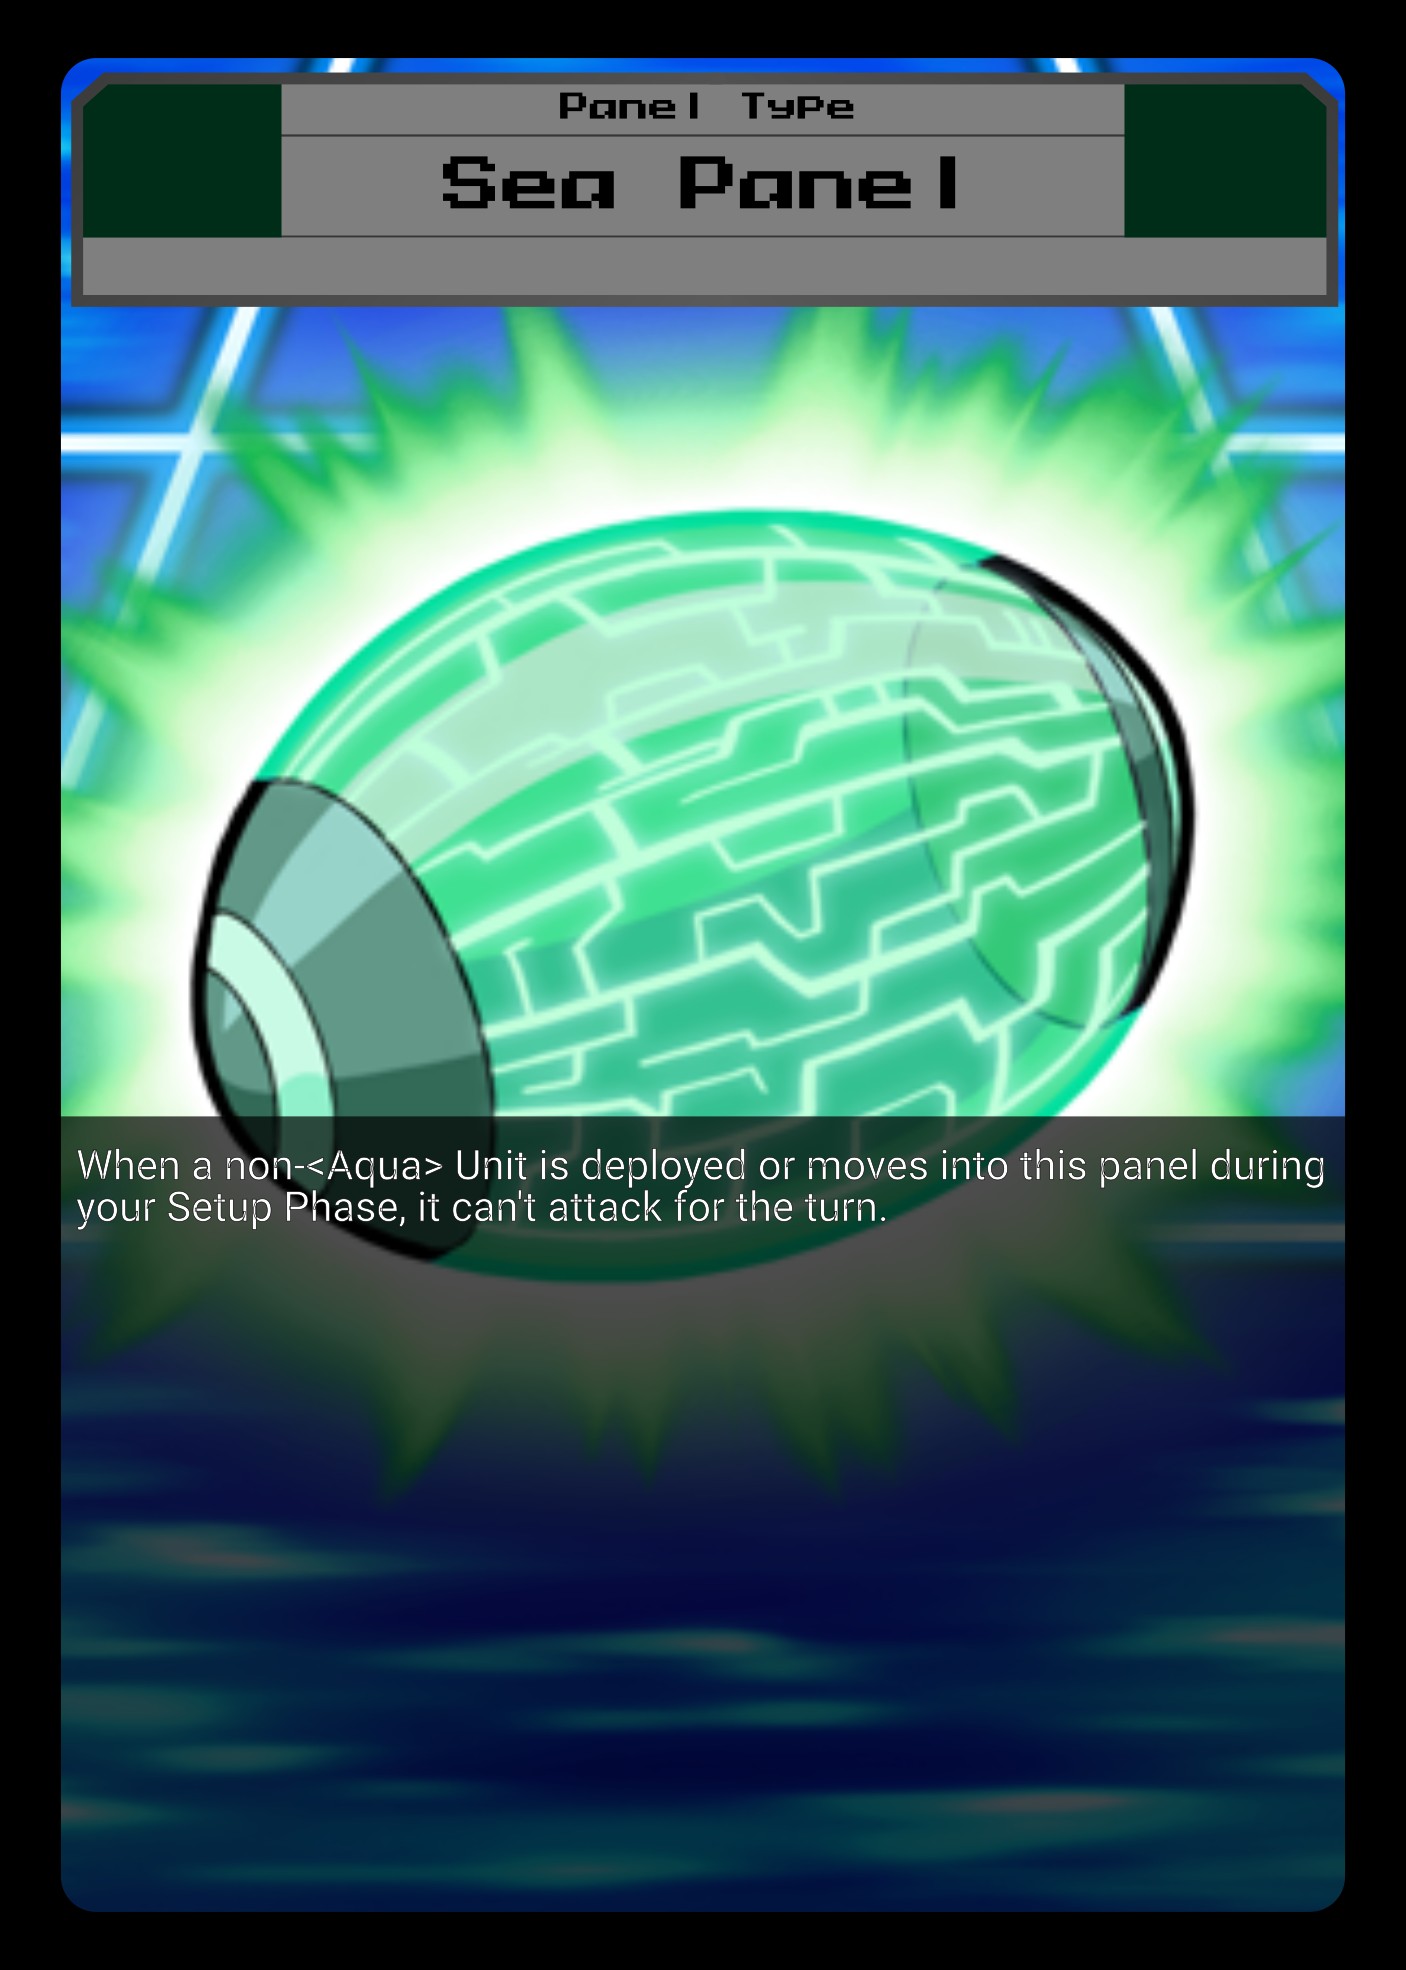 Panel Type
Sea Panel
When a non-<Aqua> Unit is deployed or moves into this panel during
your Setup Phase, it can't attack for the turn.